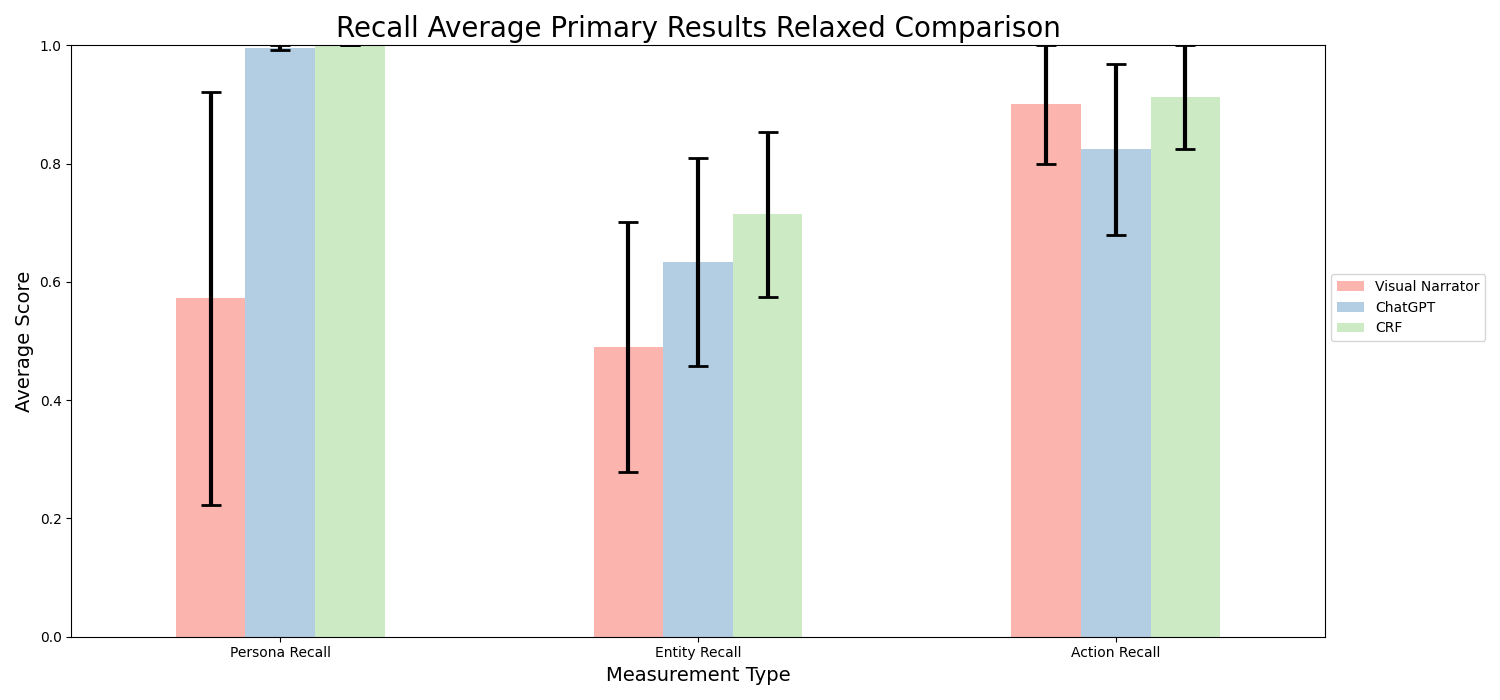 Recall Average Primary Results Relaxed Comparison
1.0
0.8
0.6
0.4
0.2
0.0
Average Score
Persona Recall
Entity Recall
Action Recall
Measurement Type
Visual Narrator
ChatGPT
CRF